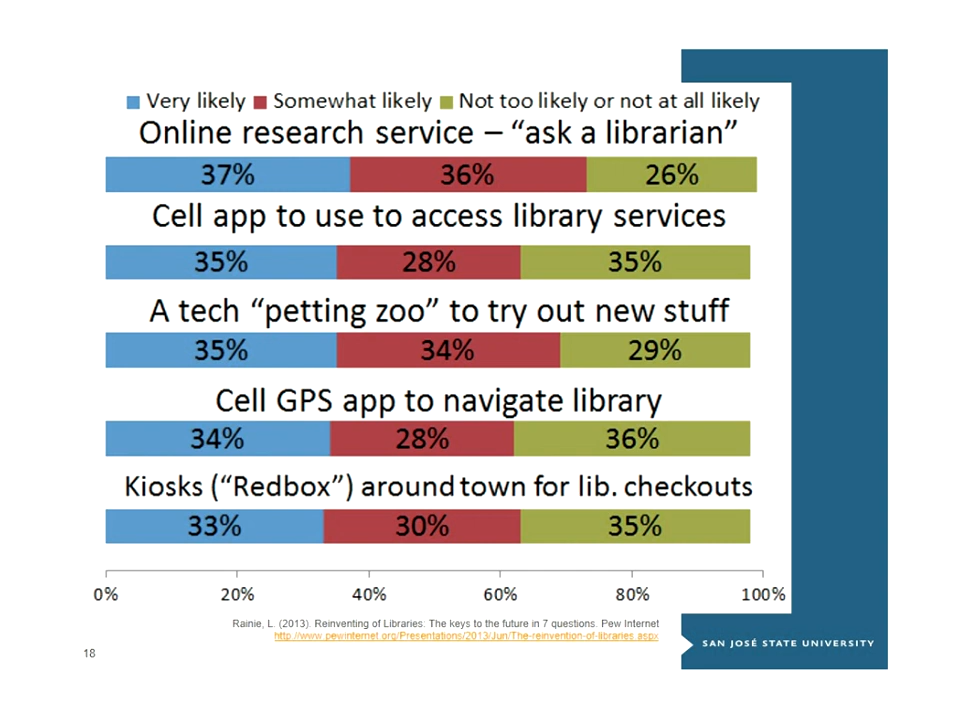 Very likely Somewhat likely Not too likely or not at all likely
Online research service – “ask a librarian”
37% 36% 26%
Cell app to use to access library services
35% 28% 35%
A tech “petting zoo” to try out new stuff
35% 34% 29%
Cell GPS app to navigate library
34% 28% 36%
Kiosks (“Redbox”) around town for lib. checkouts
33% 30% 35%
0% 20% 40% 60% 80% 100%
Rainie, L. (2013). Reinventing of Libraries: The keys to the future in 7 questions. Pew Internet
http://www.pewinternet.org/Presentations/2013/Jun/The-reinvention-of-libraries.aspx
SAN JOSÉ STATE UNIVERSITY
18